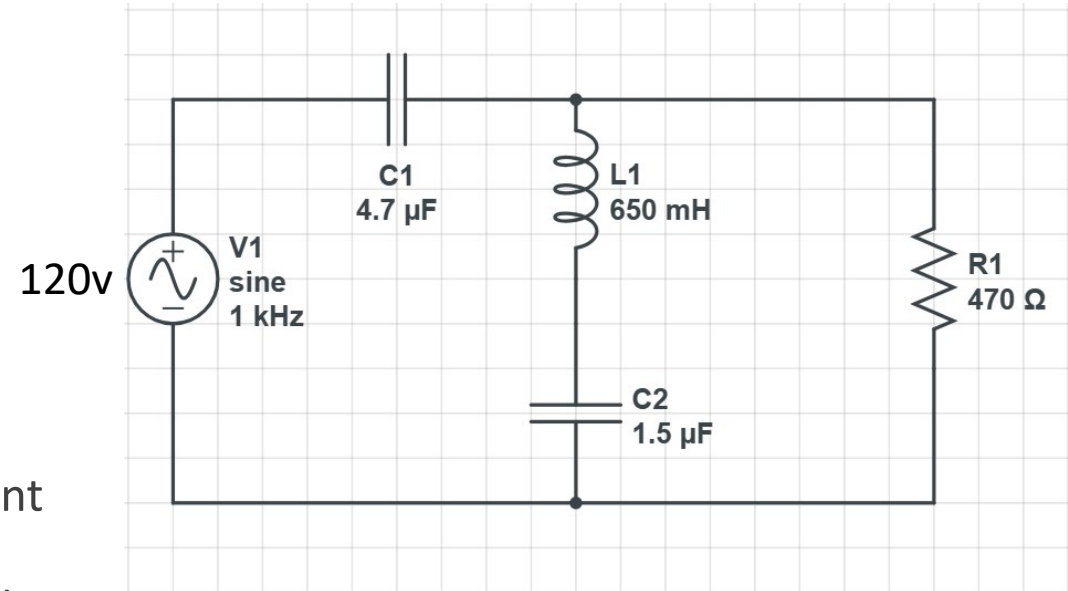 C1
4.7 µF
L1
650 mH
120v
V1
sine
1 kHz
R1
470 Ω
C2
1.5 µF
nt